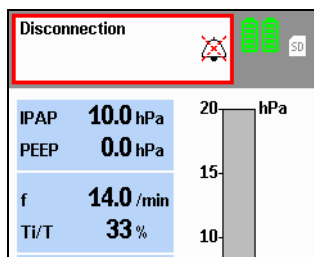 Disconnection
SD
IPAP 10.0 hPa
PEEP 0.0 hPa
f 14.0 /min
Ti/T 33 %
20 hPa
15
10